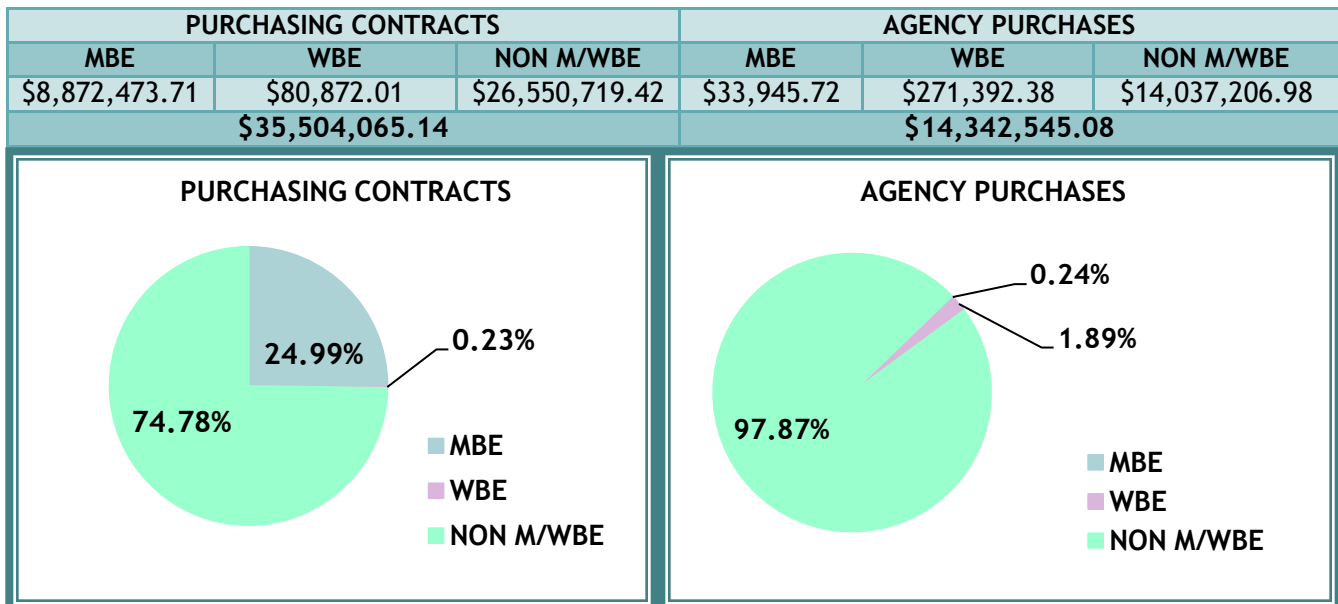 PURCHASING CONTRACTS AGENCY PURCHASES
MBE WBE NON M/WBE MBE WBE NON M/WBE
$8,872,473.71 $80,872.01 $26,550,719.42 $33,945.72 $271,392.38 $14,037,206.98
$35,504,065.14 $14,342,545.08
PURCHASING CONTRACTS
24.99%
0.23%
74.78%
MBE
WBE
NON M/WBE
AGENCY PURCHASES
0.24%
1.89%
97.87%
MBE
WBE
NON M/WBE